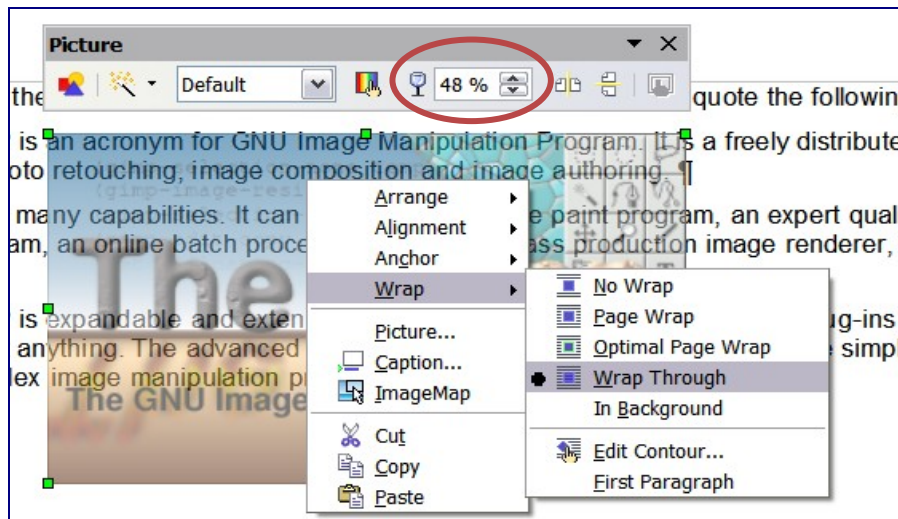 Picture
Default
48 %
the
quote the followin
is an acronym for GNU Image Manipulation Program. It is a freely distribute
oto retouching, image composition and image authoring. ¶
many capabilities. It can
e paint program, an expert qual
am, an online batch proce
ass production image renderer,
is expandable and exten
ug-ins
anything. The advanced
simpl
lex image manipulation p
The
The GNU Image
(gimp-image-resi
Arrange
Alignment
Anchor
Wrap
Picture...
Caption...
ImageMap
Cut
Copy
Paste
No Wrap
Page Wrap
Optimal Page Wrap
Wrap Through
In Background
Edit Contour...
First Paragraph